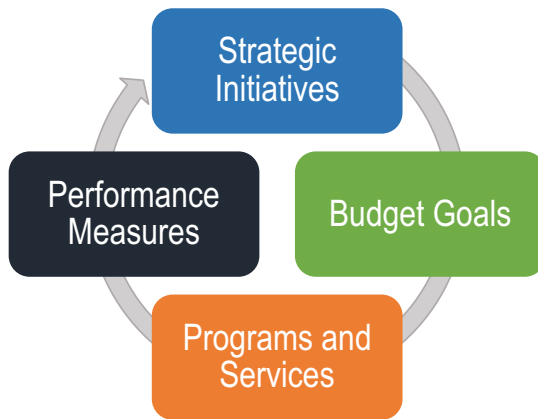 Strategic
Initiatives
Budget Goals
Programs and
Services
Performance
Measures